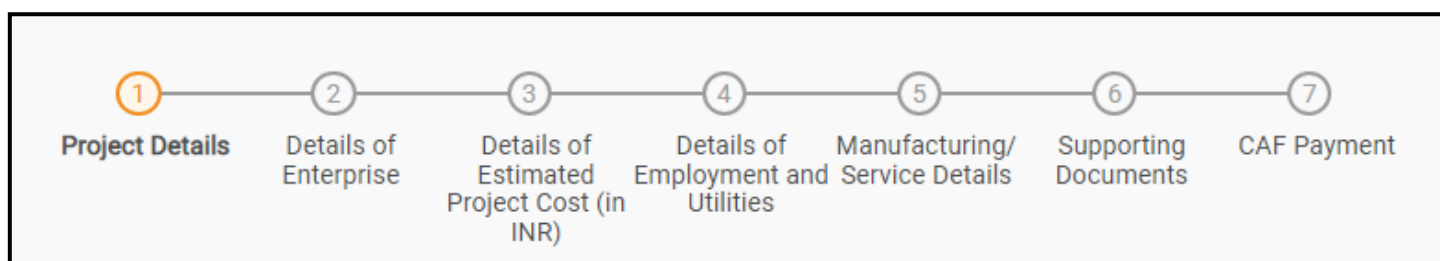 1 2 3 4 5 6 7
Project Details
Details of
Enterprise
Details of
Estimated
Project Cost (in
INR)
Details of
Employment and
Utilities
Manufacturing/
Service Details
Supporting
Documents
CAF Payment